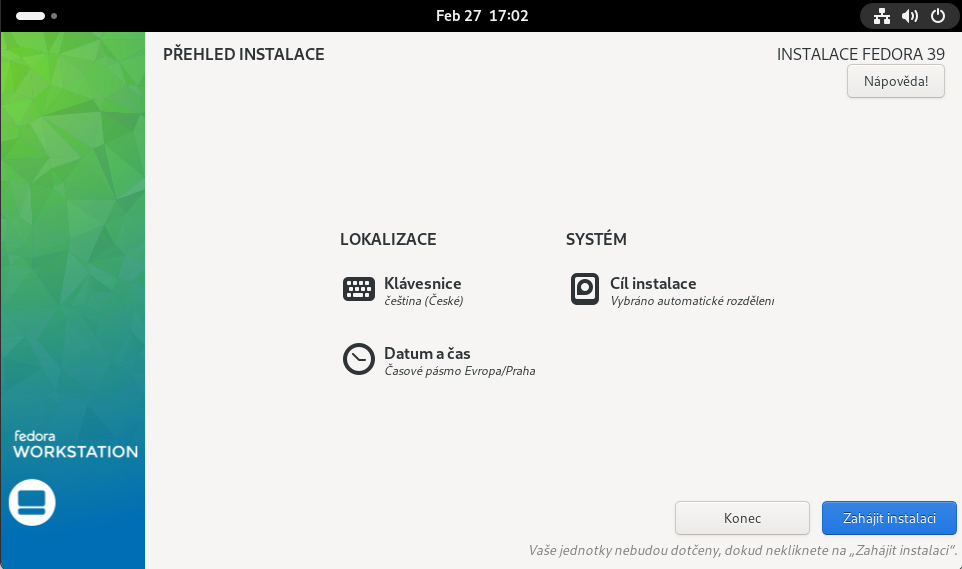 Feb 27 17:02
PŘEHLED INSTALACE
INSTALACE FEDORA 39
Nápověda!
LOKALIZACE
SYSTÉM
Klávesnice
čeština (České)
Cíl instalace
Vybráno automatické rozdělení
Datum a čas
Časové pásmo Evropa/Praha
fedora
WORKSTATION
Konec
Zahájit instalaci
Vaše jednotky nebudou dotčeny, dokud nekliknete na „Zahájit instalaci“.